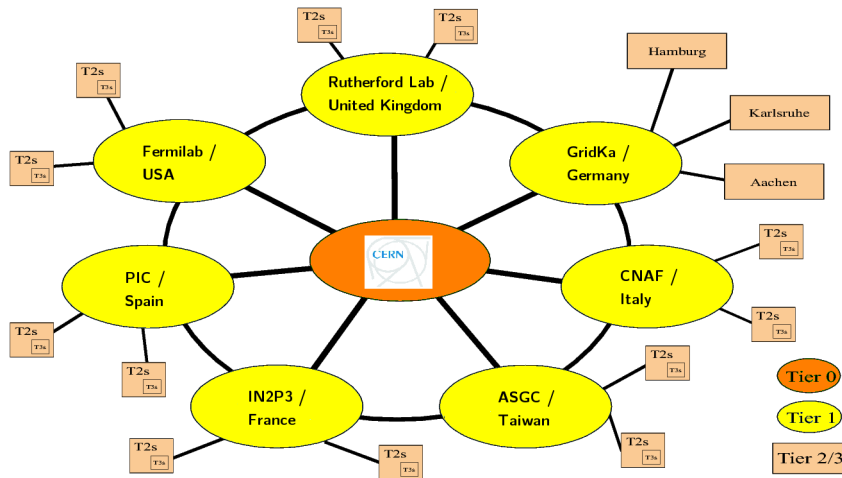 T2s
T3s
T2s
T3s
Hamburg
T2s
T3s
Rutherford Lab /
United Kingdom
Karlsruhe
T2s
T3s
Fermilab /
USA
GridKa /
Germany
Aachen
CERN
T2s
T3s
PIC /
Spain
CNAF /
Italy
T2s
T3s
T2s
T3s
T2s
T3s
T2s
T3s
Tier 0
IN2P3 /
France
ASGC /
Taiwan
Tier 1
T2s
T3s
T2s
T3s
T2s
T3s
Tier 2/3